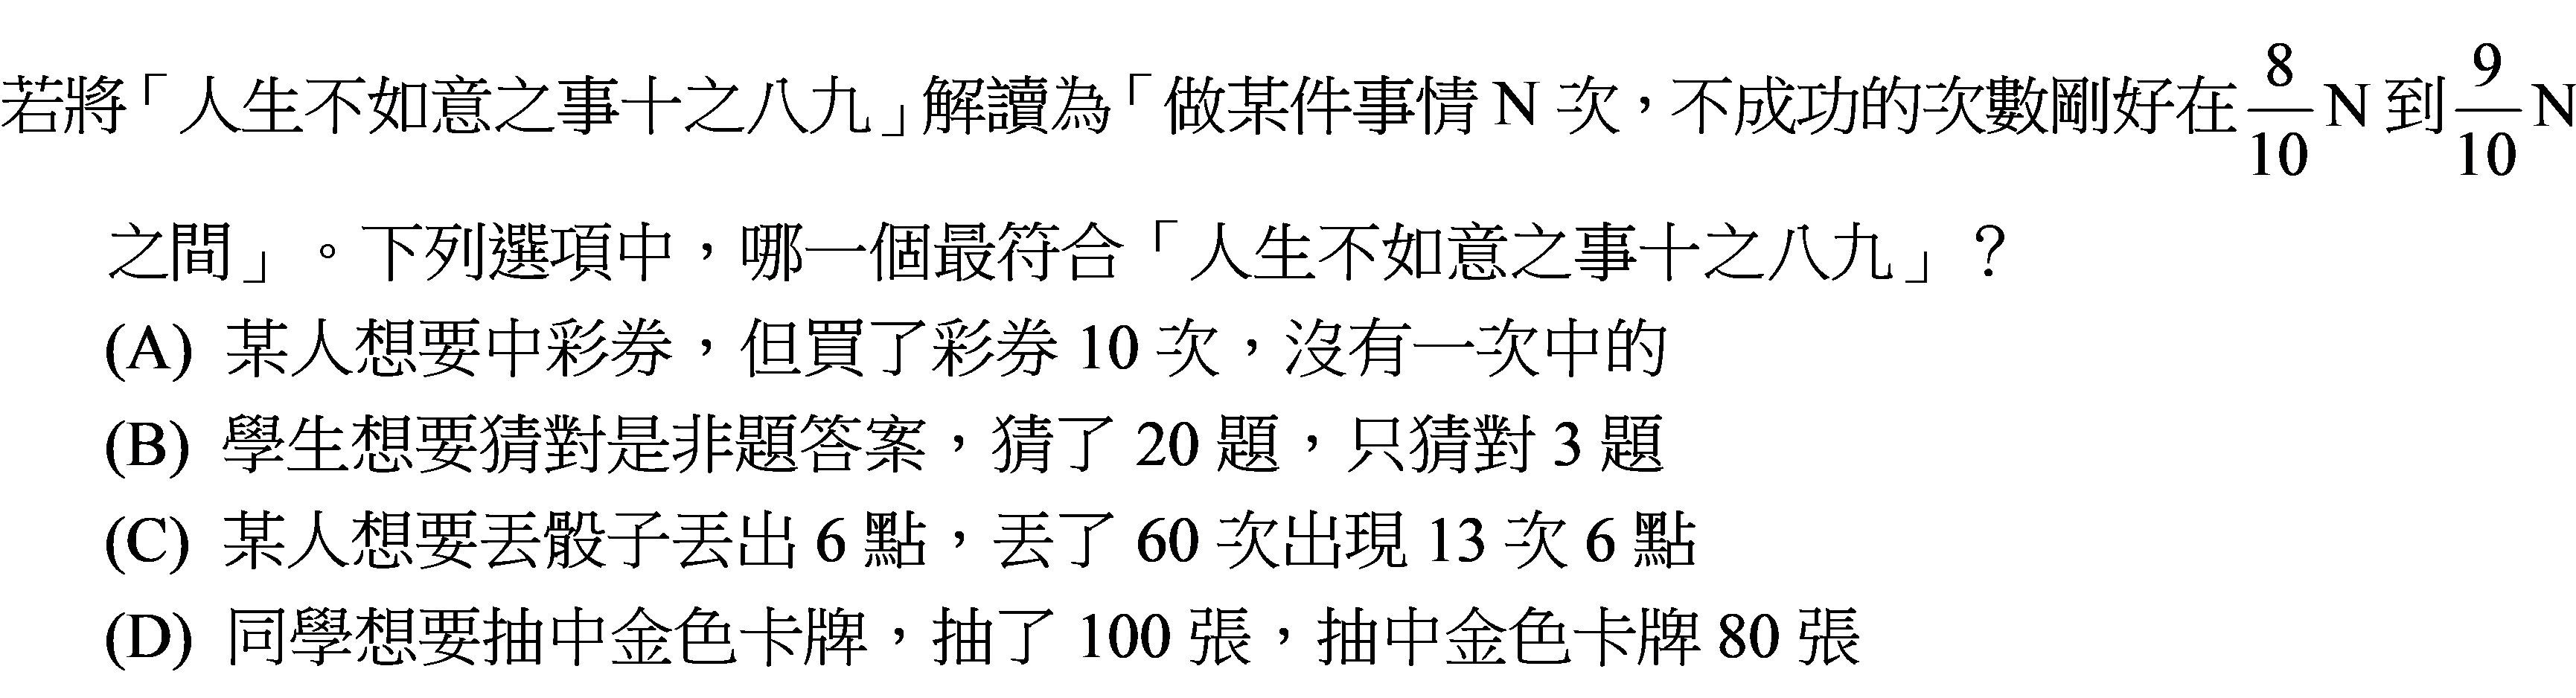 若將「人生不如意之事十之八九」解讀為「做某件事情 N 次，不成功的次數剛好在 8/10 N 到 9/10 N
之間」。下列選項中，哪一個最符合「人生不如意之事十之八九」？
(A) 某人想要中彩券，但買了彩券 10 次，沒有一次中的
(B) 學生想要猜對是非題答案，猜了 20 題，只猜對 3 題
(C) 某人想要丟骰子丟出 6 點，丟了 60 次出現 13 次 6 點
(D) 同學想要抽中金色卡牌，抽了 100 張，抽中金色卡牌 80 張